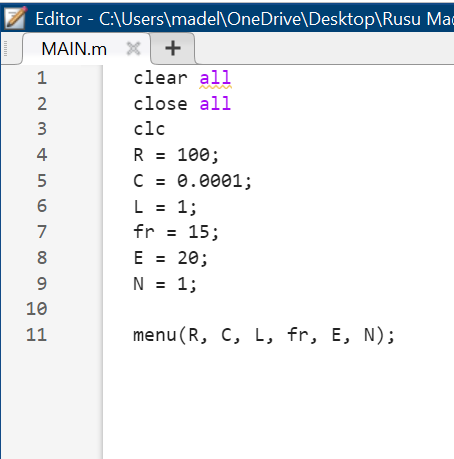 Editor - C:\Users\madel\OneDrive\Desktop\Rusu
MAIN.m × +
1 clear all
2 close all
3 clc
4 R = 100;
5 C = 0.0001;
6 L = 1;
7 fr = 15;
8 E = 20;
9 N = 1;
10
11 menu(R, C, L, fr, E, N);